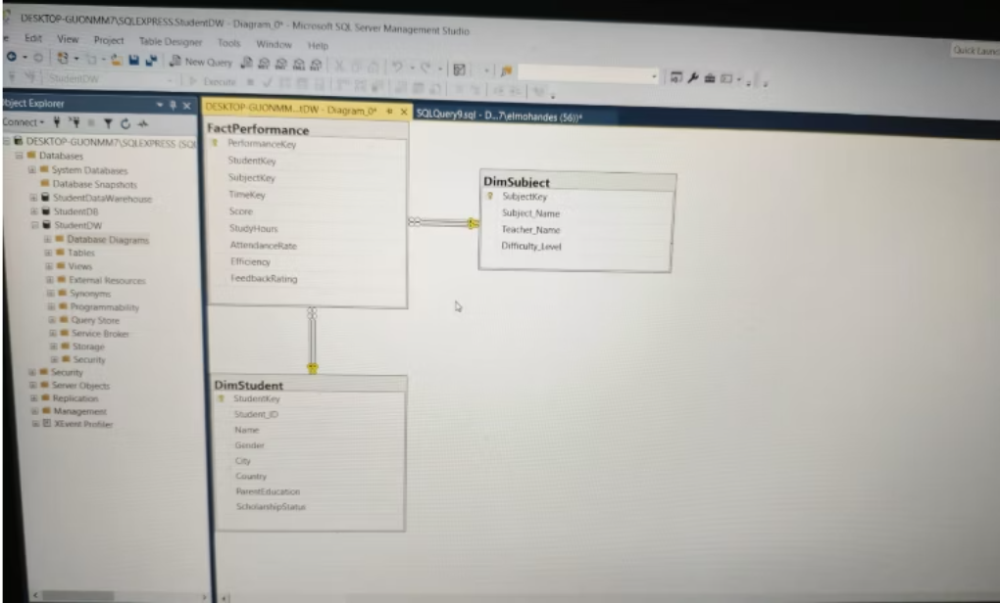 DESKTOP-GUONMM7\SQLEXPRESS.StudentDW - Diagram_0* - Microsoft SQL Server Management Studio
Edit View Project Table Designer Tools Window Help
Quick Launc
New Query
StudentDW
Execute
bject Explorer
DESKTOP-GUONMM...tDW - Diagram_0*
SQLQuery9.sql - D...7\elmohandes (56))*
Connect
DESKTOP-GUONMM7\SQLEXPRESS (SQ
Databases
System Databases
Database Snapshots
StudentDataWarehouse
StudentDB
StudentDW
Database Diagrams
Tables
Views
External Resources
Synonyms
Programmability
Query Store
Service Broker
Storage
Security
Security
Server Objects
Replication
Management
XEvent Profiler
FactPerformance
PerformanceKey
StudentKey
SubjectKey
TimeKey
Score
StudyHours
AttendanceRate
Efficiency
FeedbackRating
DimSubject
SubjectKey
Subject_Name
Teacher_Name
Difficulty_Level
DimStudent
StudentKey
Student_ID
Name
Gender
City
Country
ParentEducation
ScholarshipStatus